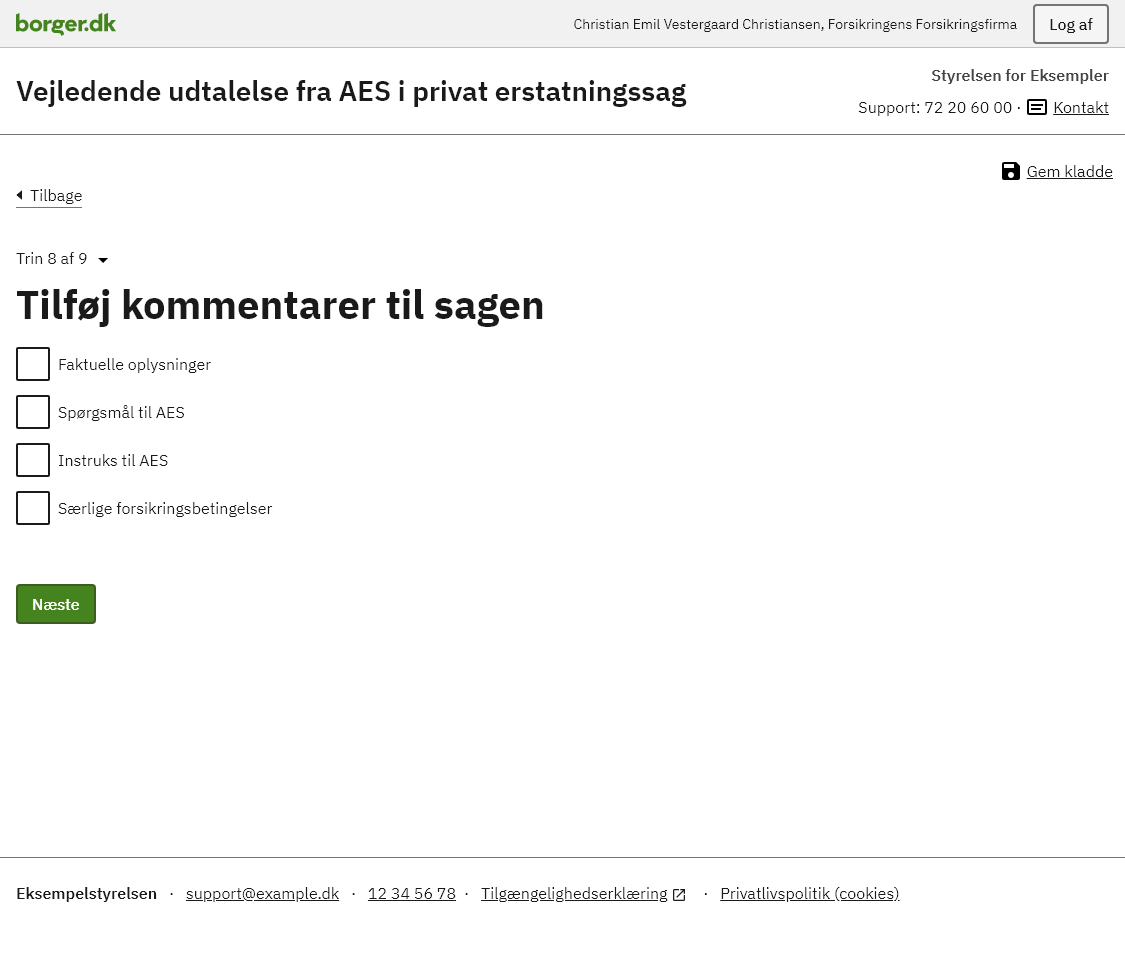 borger.dk
Christian Emil Vestergaard Christiansen, Forsikringens Forsikringsfirma
Log af
Vejledende udtalelse fra AES i privat erstatningssag
Styrelsen for Eksempler
Support: 72 20 60 00 · Kontakt
Gem kladde
Tilbage
Trin 8 af 9
Tilføj kommentarer til sagen
Faktuelle oplysninger
Spørgsmål til AES
Instruks til AES
Særlige forsikringsbetingelser
Næste
Eksempelstyrelsen · support@example.dk · 12 34 56 78 · Tilgængelighedserklæring · Privatlivspolitik (cookies)